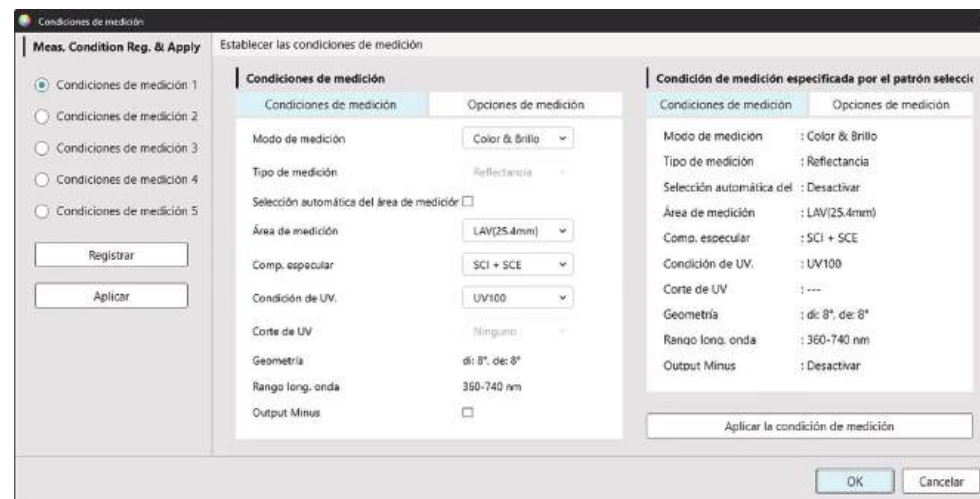 Condiciones de medición
Meas. Condition Reg. & Apply
Condiciones de medición 1
Condiciones de medición 2
Condiciones de medición 3
Condiciones de medición 4
Condiciones de medición 5
Registrar
Aplicar
Establecer las condiciones de medición
Condiciones de medición
Condiciones de medición Opciones de medición
Modo de medición Color & Brillo
Tipo de medición Reflectancia
Selección automática del área de medición
Área de medición LAV(25.4mm)
Comp. especular SCI + SCE
Condición de UV. UV100
Corte de UV Ninguno
Geometría di: 8°, de: 8°
Rango long. onda 360-740 nm
Output Minus
Condición de medición especificada por el patrón selecci
Condiciones de medición Opciones de medición
Modo de medición : Color & Brillo
Tipo de medición : Reflectancia
Selección automática del : Desactivar
Área de medición : LAV(25.4mm)
Comp. especular : SCI + SCE
Condición de UV. : UV100
Corte de UV : ---
Geometría : di: 8°, de: 8°
Rango long. onda : 360-740 nm
Output Minus : Desactivar
Aplicar la condición de medición
OK Cancelar